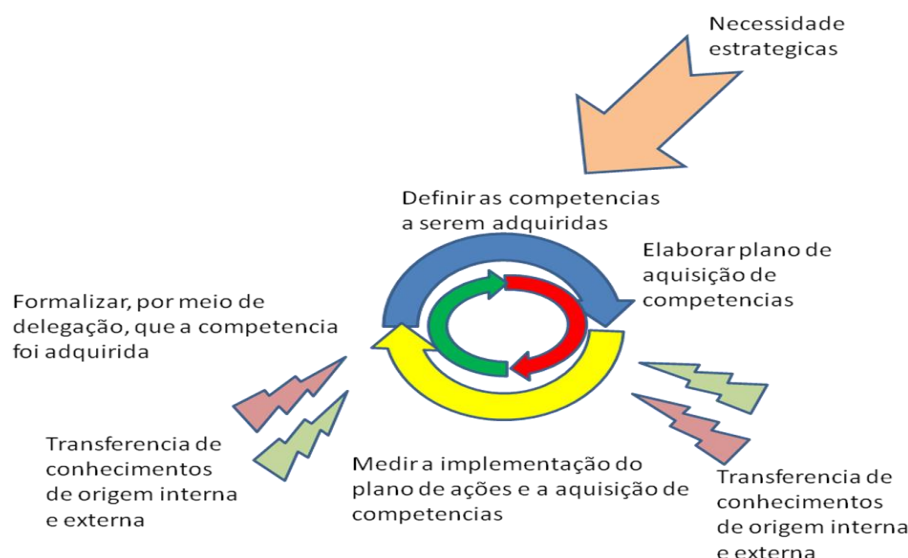 Necessidade
estrategicas
Definir as competencias
a serem adquiridas
Elaborar plano de
aquisição de
competencias
Formalizar, por meio de
delegação, que a competencia
foi adquirida
Transferencia de
conhecimentos
de origem interna
e externa
Medir a implementação do
plano de ações e a aquisição de
competencias
Transferencia de
conhecimentos
de origem interna
e externa